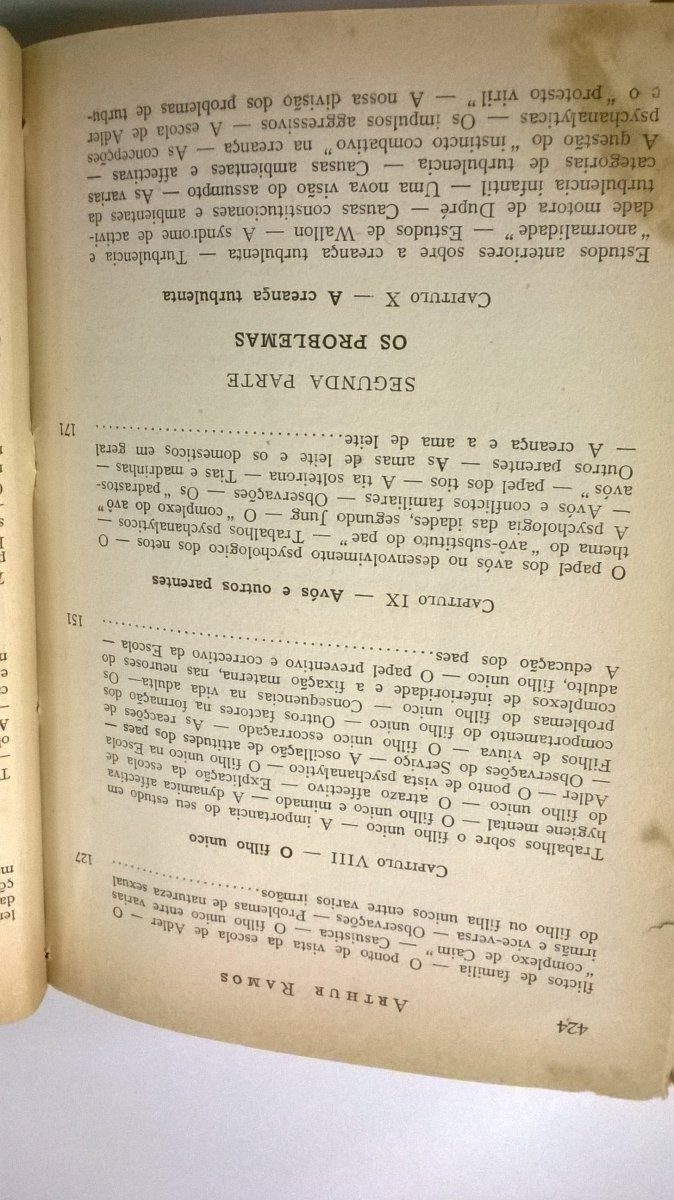 424
ARTHUR RAMOS
flictos de familia — O ponto de vista da escola de Adler — O
"complexo de Caim" — Casuistica — O filho unico entre varias
irmãs e vice-versa — Observações — Problemas de natureza sexual
do filho ou filha unicos entre varios irmãos.................... 127
CAPITULO VIII — O filho unico
Trabalhos sobre o filho unico — A importancia do seu estudo em
hygiene mental — O filho unico e mimado — A dynamica affectiva
do filho unico — O atrazo affectivo — Explicação da escola de
Adler — O ponto de vista psychanalytico — O filho unico na Escola
— Observações do Serviço — A oscillação de attitudes dos paes —
Filhos de viuva — O filho unico escorraçado — As reacções de
comportamento do filho unico — Outros factores na formação dos
problemas do filho unico — Consequencias na vida adulta — Os
complexos de inferioridade e a fixação materna, nas neuroses do
adulto, filho unico — O papel preventivo e correctivo da Escola —
A educação dos paes........................................ 151
CAPITULO IX — Avós e outros parentes
O papel dos avós no desenvolvimento psychologico dos netos — O
thema do "avô-substituto do pae" — Trabalhos psychanalyticos —
A psychologia das idades, segundo Jung — O "complexo do avô"
— Avós e conflictos familiares — Observações — Os "padrastos-
avós" — papel dos tios — A tia solteirona — Tias e madrinhas —
Outros parentes — As amas de leite e os domesticos em geral
— A creança e a ama de leite............................... 171
SEGUNDA PARTE
OS PROBLEMAS
CAPITULO X — A creança turbulenta
Estudos anteriores sobre a creança turbulenta — Turbulencia e
"anormalidade" — Estudos de Wallon — A syndrome de activi-
dade motora de Dupré — Causas constitucionaes e ambientaes da
turbulencia infantil — Uma nova visão do assumpto — As varias
categorias de turbulencia — Causas ambientaes e affectivas —
A questão do "instincto combativo" na creança — As concepções
psychanalyticas — Os impulsos aggressivos — A escola de Adler
e o "protesto viril" — A nossa divisão dos problemas de turbu-